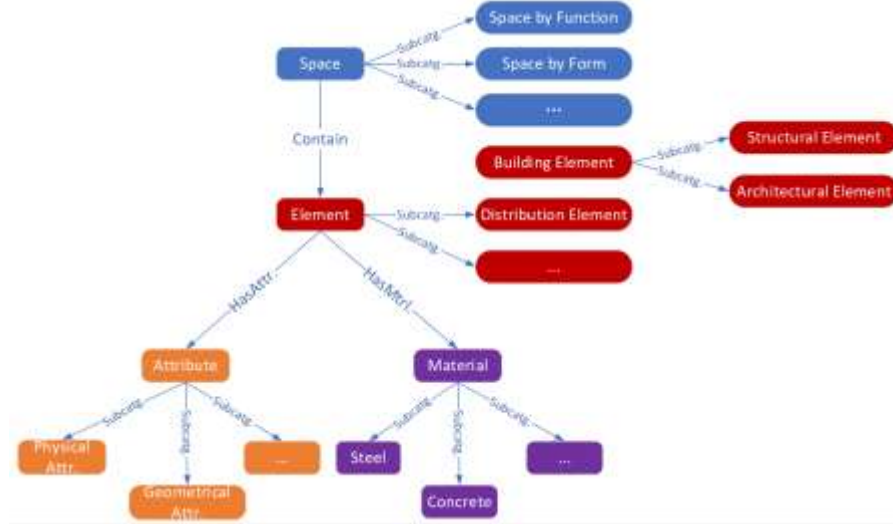 Space by Function
Subcatg.
Space
Subcatg.
Space by Form
Subcatg.
...
Contain
Building Element
Subcatg.
Structural Element
Subcatg.
Architectural Element
Element
Subcatg.
Distribution Element
Subcatg.
...
HasAttr.
HasMtrl.
Attribute
Material
Subcatg.
Subcatg.
Subcatg.
Subcatg.
Subcatg.
Subcatg.
Physical
Attr.
...
Steel
...
Geometrical
Attr.
Concrete